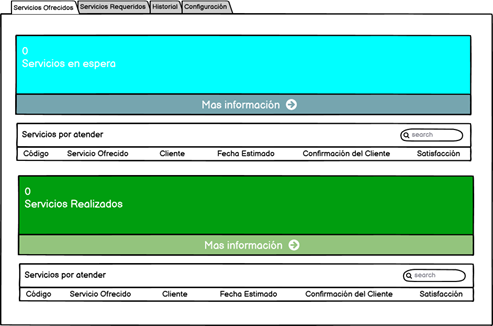 Servicios Ofrecidos Servicios Requeridos Historial Configuración
0
Servicios en espera
Mas información
Servicios por atender search
Código Servicio Ofrecido Cliente Fecha Estimado Confirmación del Cliente Satisfacción
0
Servicios Realizados
Mas información
Servicios por atender search
Código Servicio Ofrecido Cliente Fecha Estimado Confirmación del Cliente Satisfacción